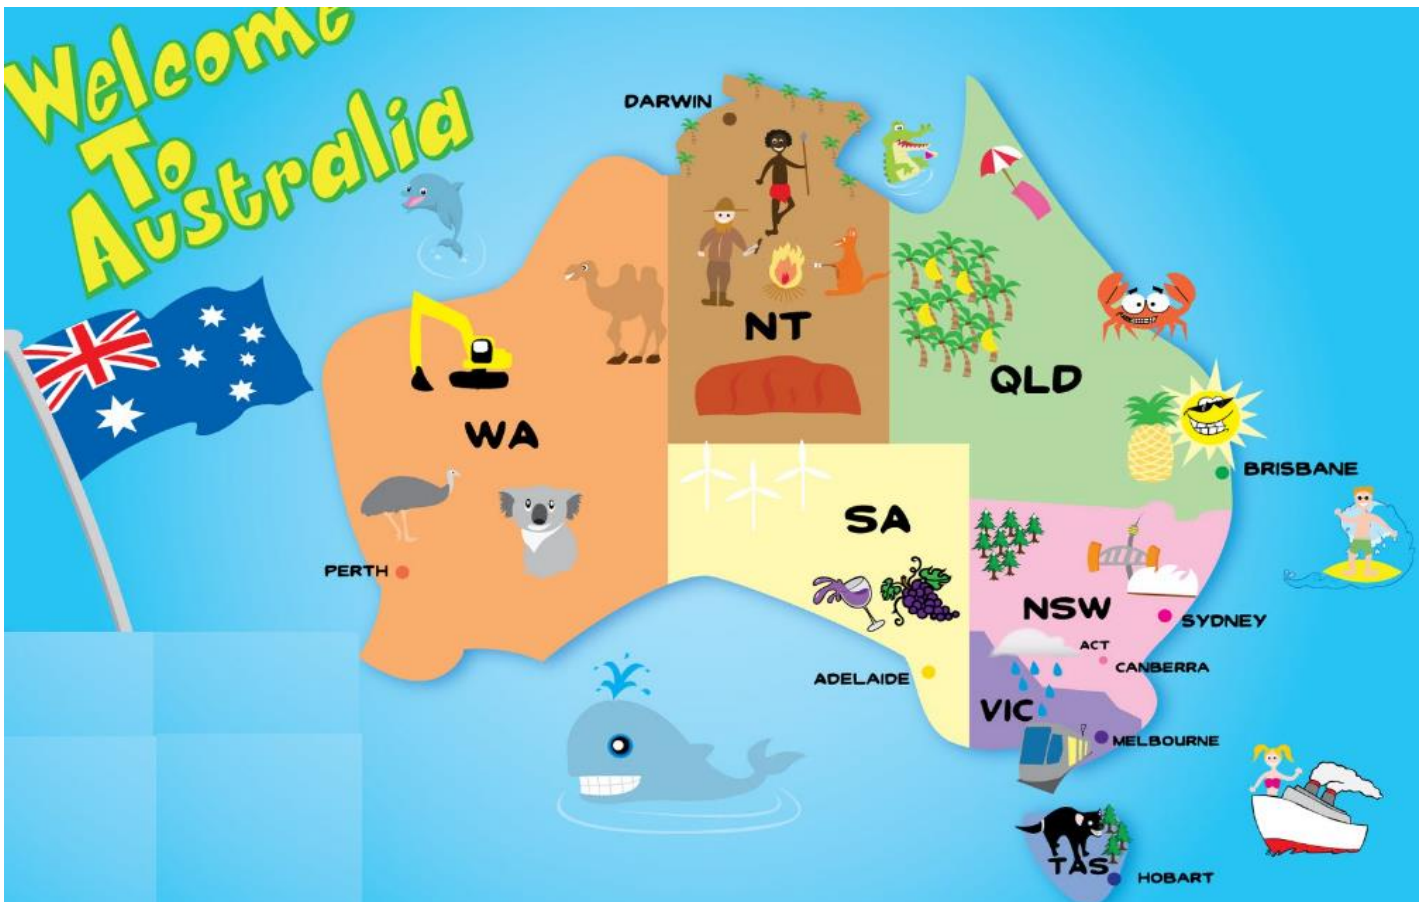 Welcome
To
Australia
DARWIN
NT
QLD
WA
BRISBANE
SA
PERTH
NSW
SYDNEY
ACT
CANBERRA
ADELAIDE
VIC
MELBOURNE
TAS
HOBART